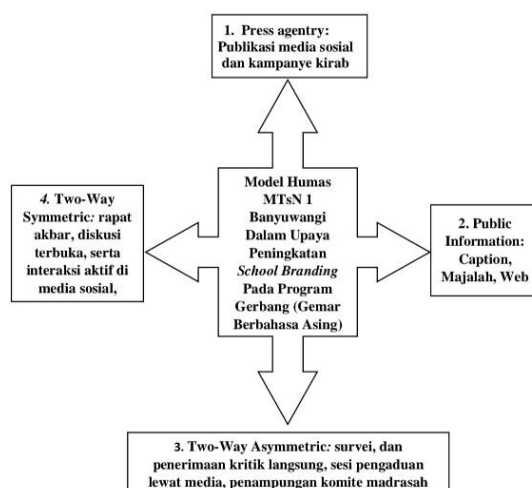 1. Press agentry:
Publikasi media sosial
dan kampanye kirab
Model Humas
MTsN 1
Banyuwangi
Dalam Upaya
Peningkatan
School Branding
Pada Program
Gerbang (Gemar
Berbahasa Asing)
2. Public
Information:
Caption,
Majalah, Web
3. Two-Way Asymmetric: survei, dan
penerimaan kritik langsung, sesi pengaduan
lewat media, penampungan komite madrasah
4. Two-Way
Symmetric: rapat
akbar, diskusi
terbuka, serta
interaksi aktif di
media sosial,